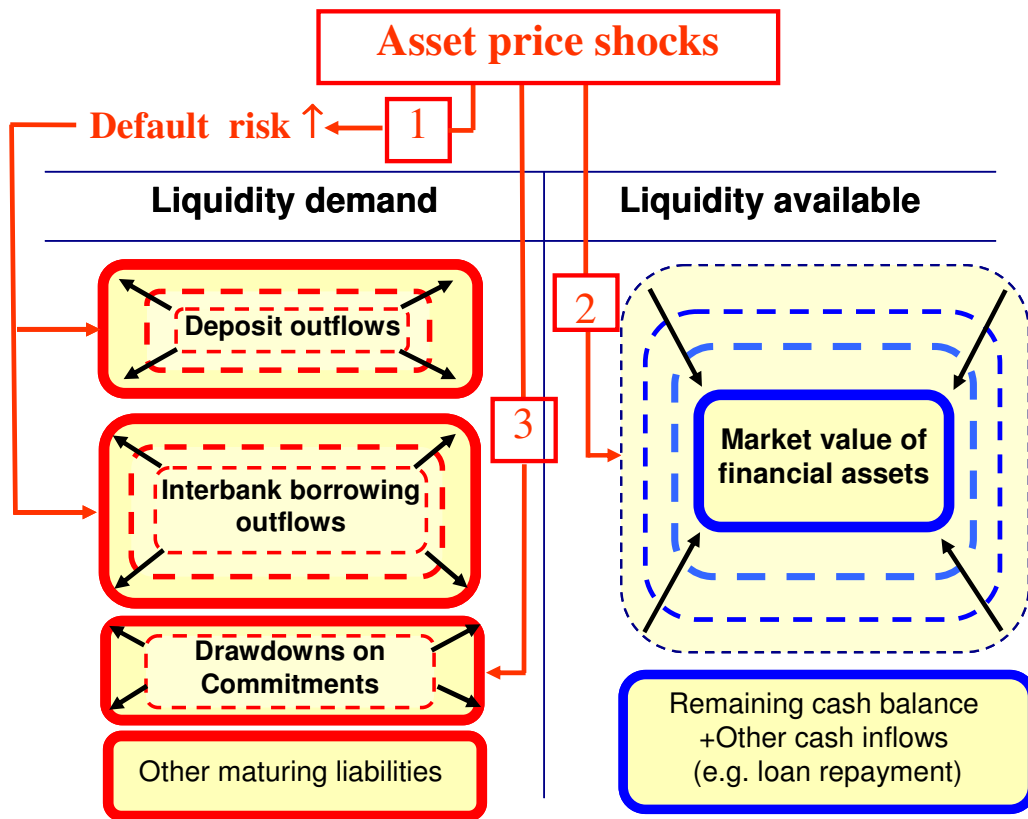 Asset price shocks
Default risk ↑
1
Liquidity demand
Liquidity available
2
Deposit outflows
3
Interbank borrowing
outflows
Market value of
financial assets
Drawdowns on
Commitments
Other maturing liabilities
Remaining cash balance
+Other cash inflows
(e.g. loan repayment)